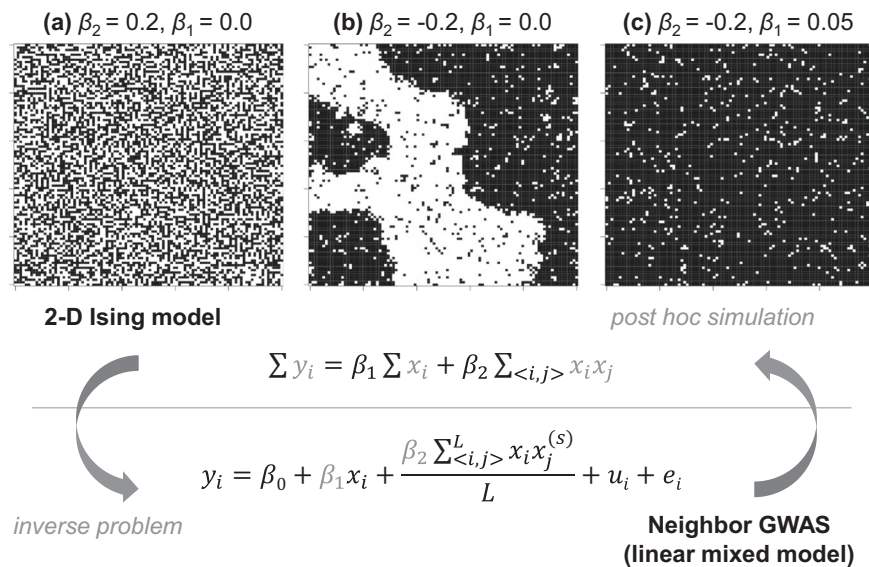 (a) β₂ = 0.2, β₁ = 0.0
(b) β₂ = -0.2, β₁ = 0.0
(c) β₂ = -0.2, β₁ = 0.05
2-D Ising model
post hoc simulation
∑ yᵢ = β₁ ∑ xᵢ + β₂ ∑<i,j> xᵢxⱼ
yᵢ = β₀ + β₁xᵢ + β₂ ∑ᴸ<i,j> xᵢxⱼ⁽ˢ⁾ / L + uᵢ + eᵢ
inverse problem
Neighbor GWAS
(linear mixed model)